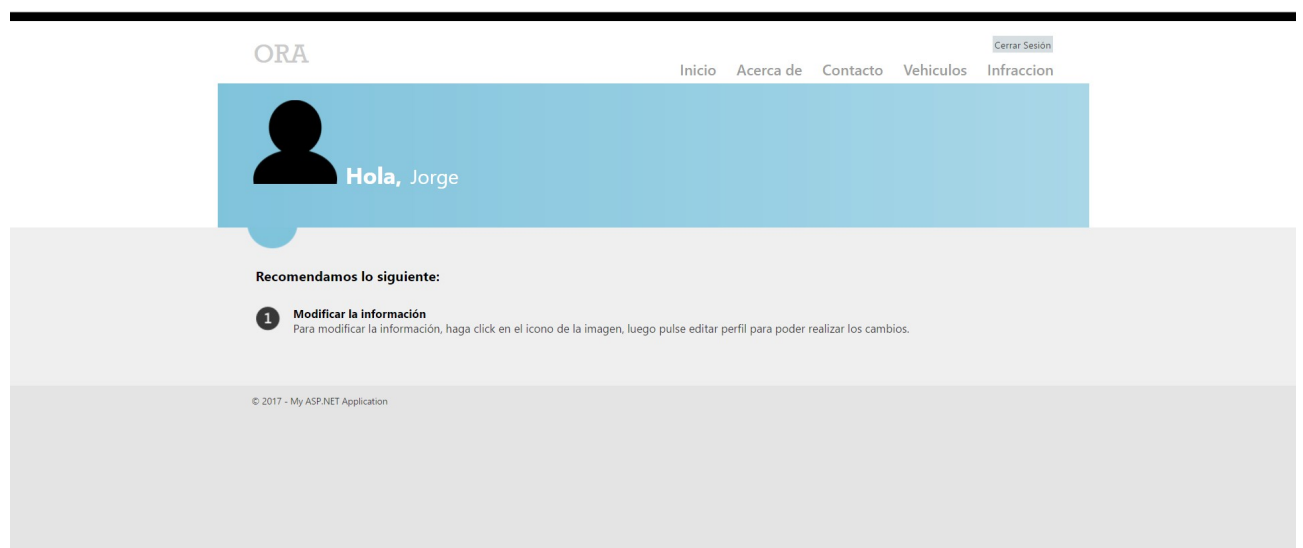 ORA
Cerrar Sesión
Inicio Acerca de Contacto Vehiculos Infraccion
Hola, Jorge
Recomendamos lo siguiente:
1 Modificar la información
Para modificar la información, haga click en el icono de la imagen, luego pulse editar perfil para poder realizar los cambios.
© 2017 - My ASP.NET Application